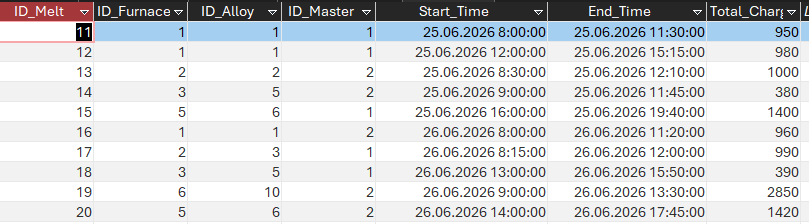 ID_Melt ID_Furnace ID_Alloy ID_Master Start_Time End_Time Total_Charg
11 1 1 1 25.06.2026 8:00:00 25.06.2026 11:30:00 950
12 1 1 1 25.06.2026 12:00:00 25.06.2026 15:15:00 980
13 2 2 2 25.06.2026 8:30:00 25.06.2026 12:10:00 1000
14 3 5 2 25.06.2026 9:00:00 25.06.2026 11:45:00 380
15 5 6 1 25.06.2026 16:00:00 25.06.2026 19:40:00 1400
16 1 1 2 26.06.2026 8:00:00 26.06.2026 11:20:00 960
17 2 3 1 26.06.2026 8:15:00 26.06.2026 12:00:00 990
18 3 5 1 26.06.2026 13:00:00 26.06.2026 15:50:00 390
19 6 10 2 26.06.2026 9:00:00 26.06.2026 13:30:00 2850
20 5 6 2 26.06.2026 14:00:00 26.06.2026 17:45:00 1420